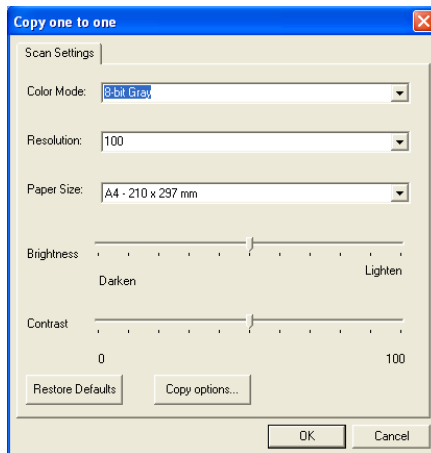 Copy one to one
Scan Settings
Color Mode: 8-bit Gray
Resolution: 100
Paper Size: A4 - 210 x 297 mm
Brightness
Darken Lighten
Contrast
0 100
Restore Defaults Copy options...
OK Cancel